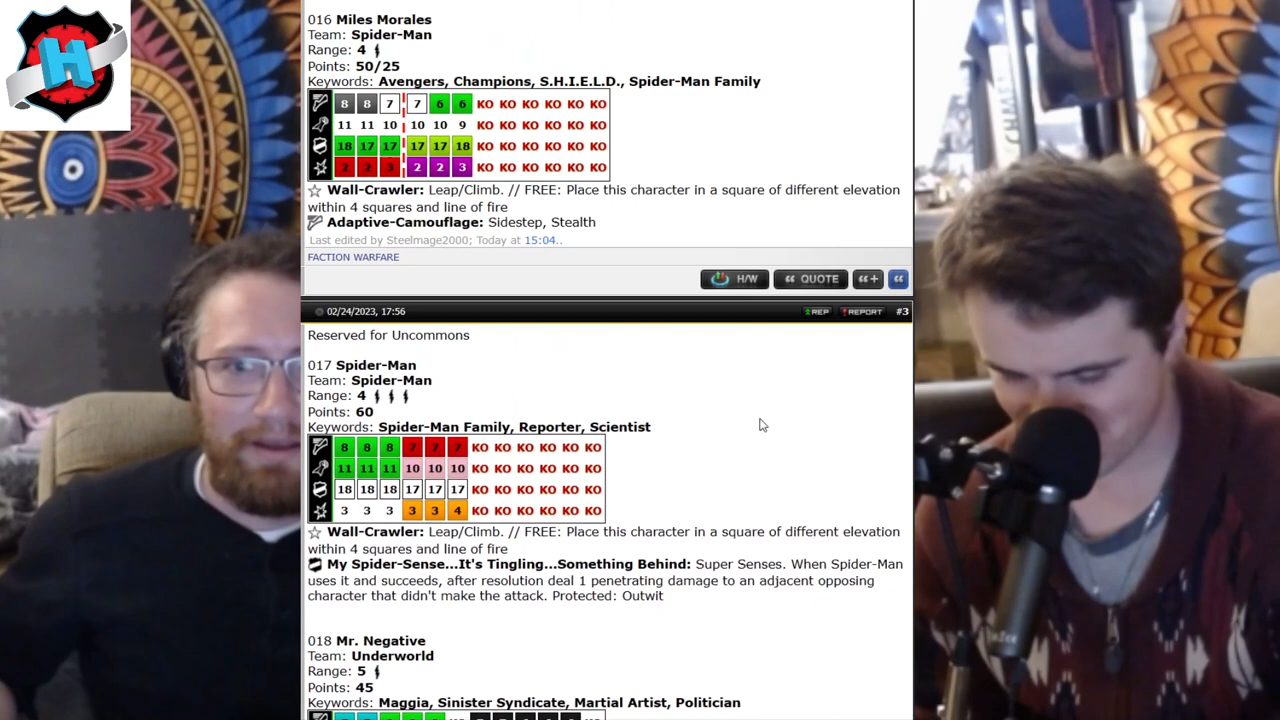 H
016 Miles Morales
Team: Spider-Man
Range: 4
Points: 50/25
Keywords: Avengers, Champions, S.H.I.E.L.D., Spider-Man Family
8 8 7 7 6 6 KO KO KO KO KO KO
11 11 10 10 10 9 KO KO KO KO KO KO
18 17 17 17 17 18 KO KO KO KO KO KO
2 2 3 2 2 3 KO KO KO KO KO KO
Wall-Crawler: Leap/Climb. // FREE: Place this character in a square of different elevation
within 4 squares and line of fire
Adaptive-Camouflage: Sidestep, Stealth
Last edited by Steelmage2000; Today at 15:04..
FACTION WARFARE
H/W
QUOTE
02/24/2023, 17:56
REP
REPORT
#3
Reserved for Uncommons
017 Spider-Man
Team: Spider-Man
Range: 4
Points: 60
Keywords: Spider-Man Family, Reporter, Scientist
8 8 8 7 7 7 KO KO KO KO KO KO
11 11 11 10 10 10 KO KO KO KO KO KO
18 18 18 17 17 17 KO KO KO KO KO KO
3 3 3 3 3 4 KO KO KO KO KO KO
Wall-Crawler: Leap/Climb. // FREE: Place this character in a square of different elevation
within 4 squares and line of fire
My Spider-Sense...It's Tingling...Something Behind: Super Senses. When Spider-Man
uses it and succeeds, after resolution deal 1 penetrating damage to an adjacent opposing
character that didn't make the attack. Protected: Outwit
018 Mr. Negative
Team: Underworld
Range: 5
Points: 45
Keywords: Maggia, Sinister Syndicate, Martial Artist, Politician